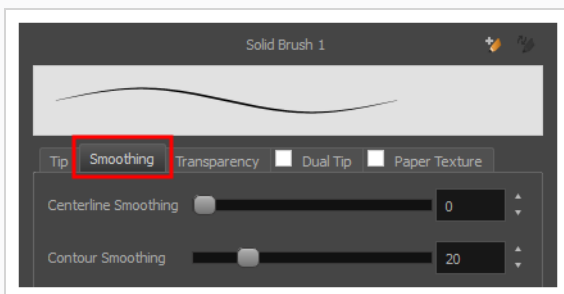 Solid Brush 1
Tip Smoothing Transparency Dual Tip Paper Texture
Centerline Smoothing 0
Contour Smoothing 20